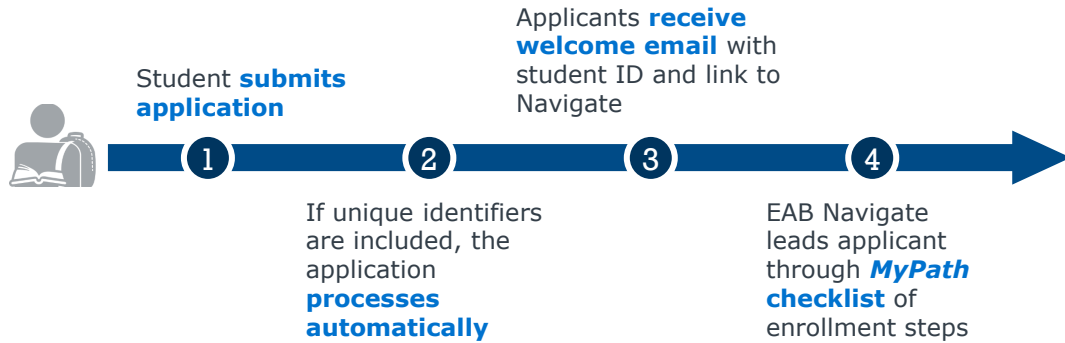 Student submits
application
1
If unique identifiers
are included, the
application
processes
automatically
2
Applicants receive
welcome email with
student ID and link to
Navigate
3
EAB Navigate
leads applicant
through MyPath
checklist of
enrollment steps
4